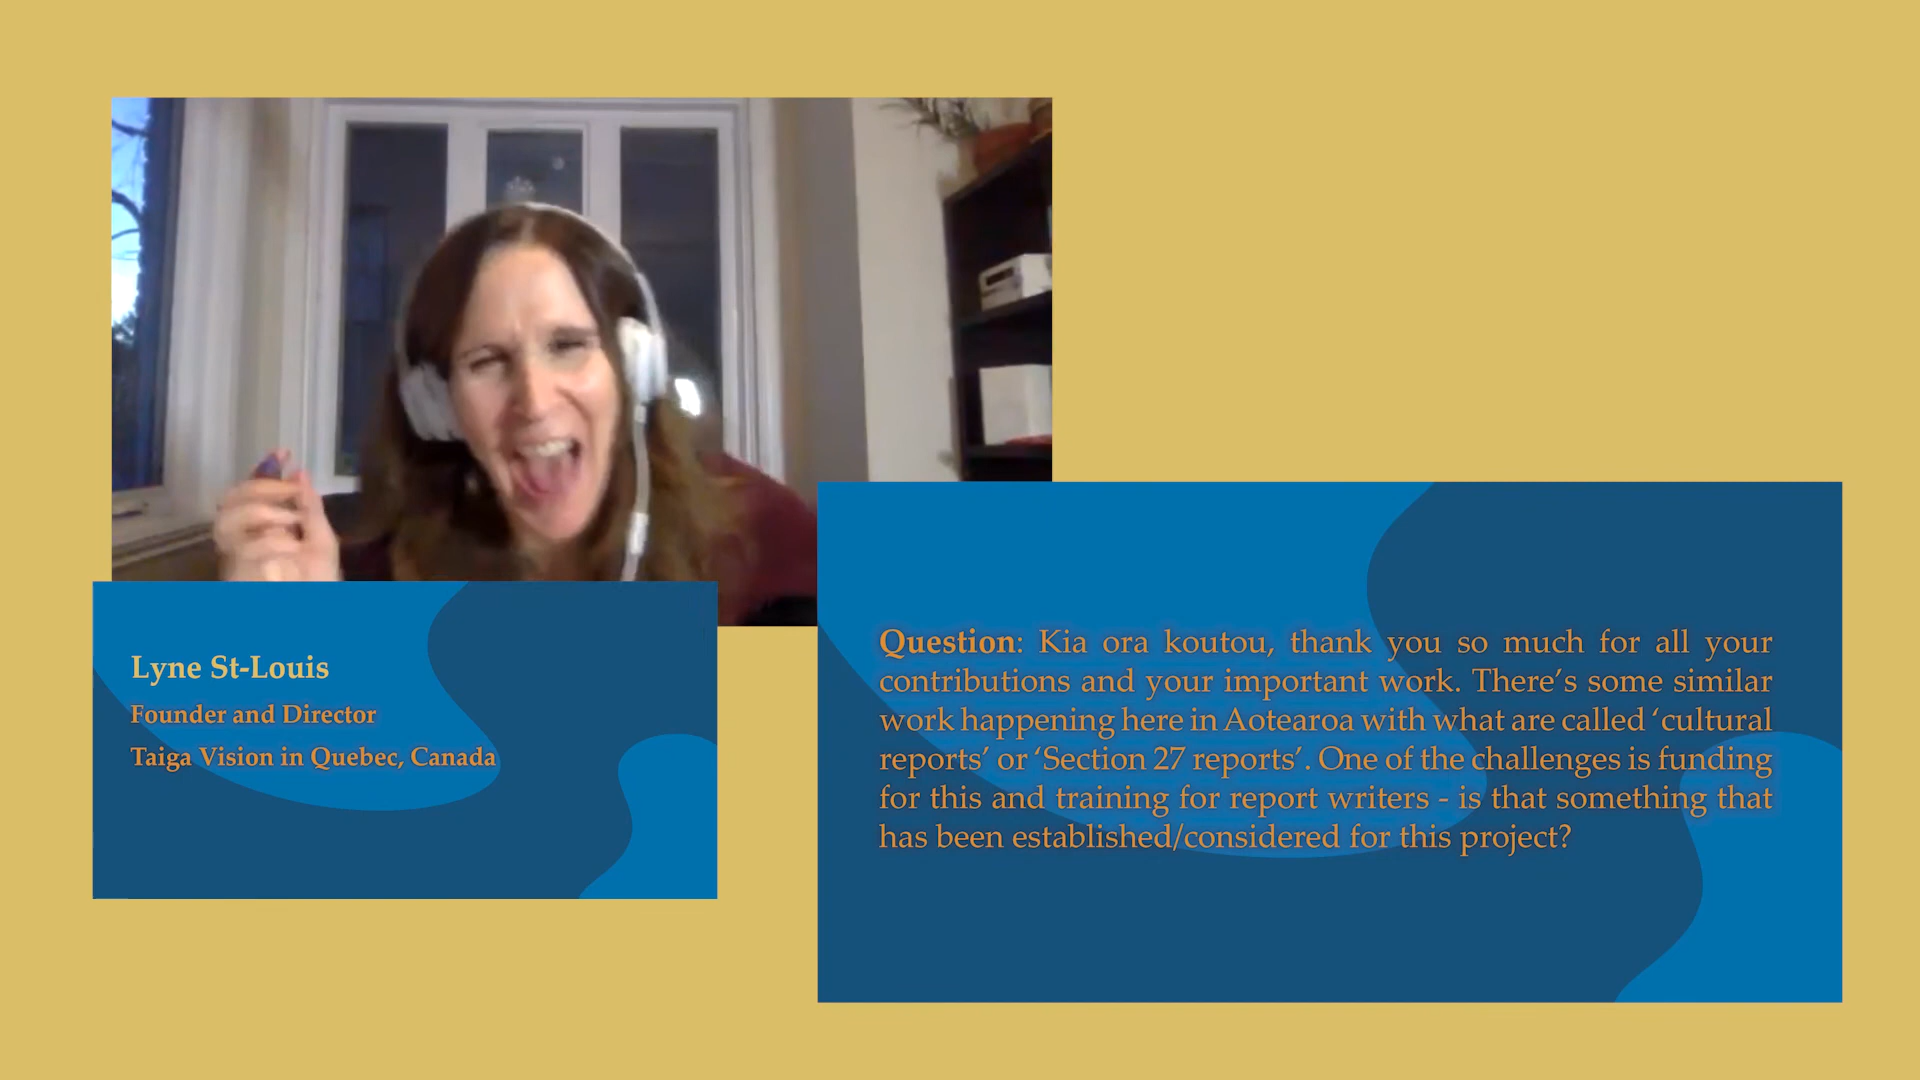 Lyne St-Louis
Founder and Director
Taiga Vision in Quebec, Canada
Question: Kia ora koutou, thank you so much for all your
contributions and your important work. There’s some similar
work happening here in Aotearoa with what are called ‘cultural
reports’ or ‘Section 27 reports’. One of the challenges is funding
for this and training for report writers - is that something that
has been established/considered for this project?